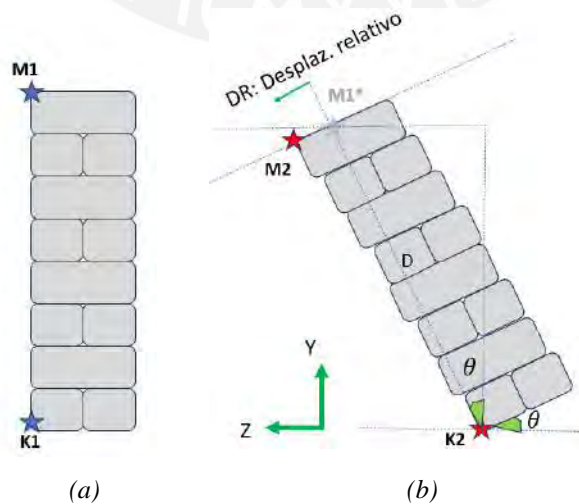 M1
K1
(a)
DR: Desplaz. relativo
M1*
M2
D
θ
θ
Y
Z
K2
(b)